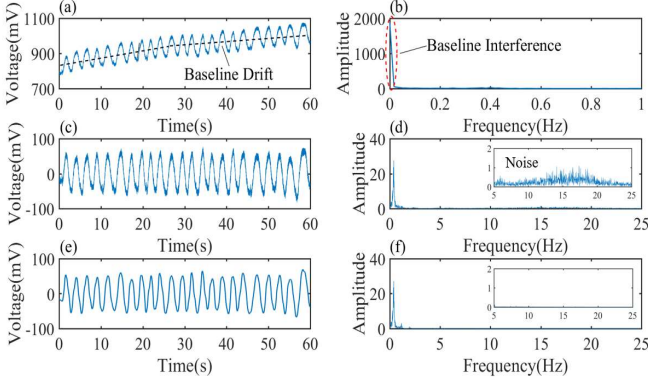 (a)
Voltage(mV)
1100
900
700
Baseline Drift
0 10 20 30 40 50 60
Time(s)
(b)
Amplitude
2000
1000
0
Baseline Interference
0 0.2 0.4 0.6 0.8 1
Frequency(Hz)
(c)
Voltage(mV)
100
0
-100
0 10 20 30 40 50 60
Time(s)
(d)
Amplitude
40
20
0
Noise
2
1
0
5 10 15 20 25
0 5 10 15 20 25
Frequency(Hz)
(e)
Voltage(mV)
100
0
-100
0 10 20 30 40 50 60
Time(s)
(f)
Amplitude
40
20
0
2
1
0
5 10 15 20 25
0 5 10 15 20 25
Frequency(Hz)